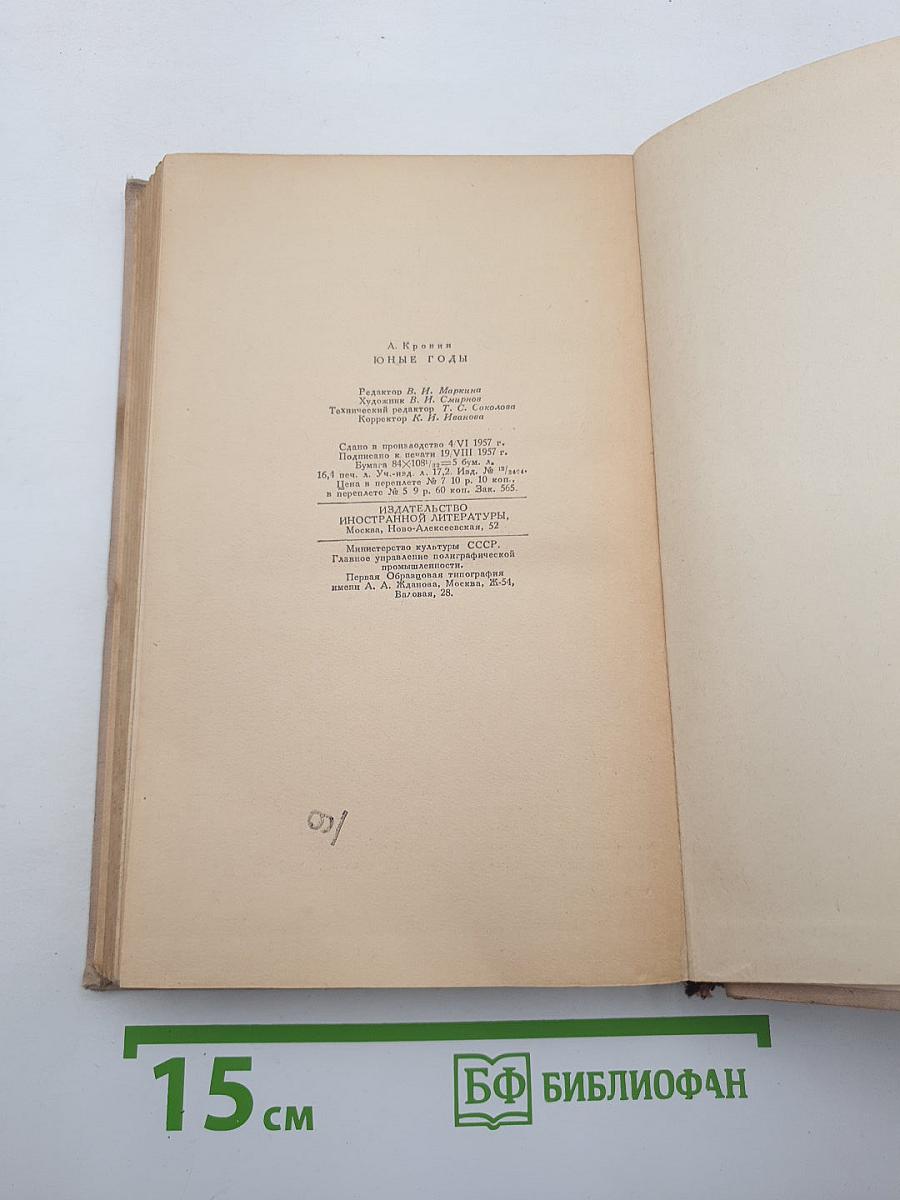 А. Кронин
ЮНЫЕ ГОДЫ
Редактор В. И. Маркина
Художник В. И. Смирнов
Технический редактор Т. С. Соколова
Корректор К. И. Иванова
Сдано в производство 4/VI 1957 г.
Подписано к печати 19/VIII 1957 г.
Бумага 84×108¹/₃₂=5 бум. л.
16,4 печ. л. Уч.-изд. л. 17,2. Изд. № ¹²/₃₄₂₄.
Цена в переплете № 7 10 р. 10 коп.,
в переплете № 5 9 р. 60 коп. Зак. 565.
ИЗДАТЕЛЬСТВО
ИНОСТРАННОЙ ЛИТЕРАТУРЫ,
Москва, Ново-Алексеевская, 52
Министерство культуры СССР.
Главное управление полиграфической
промышленности.
Первая Образцовая типография
имени А. А. Жданова, Москва, Ж-54,
Валовая, 28.
15 см
БФ БИБЛИОФАН